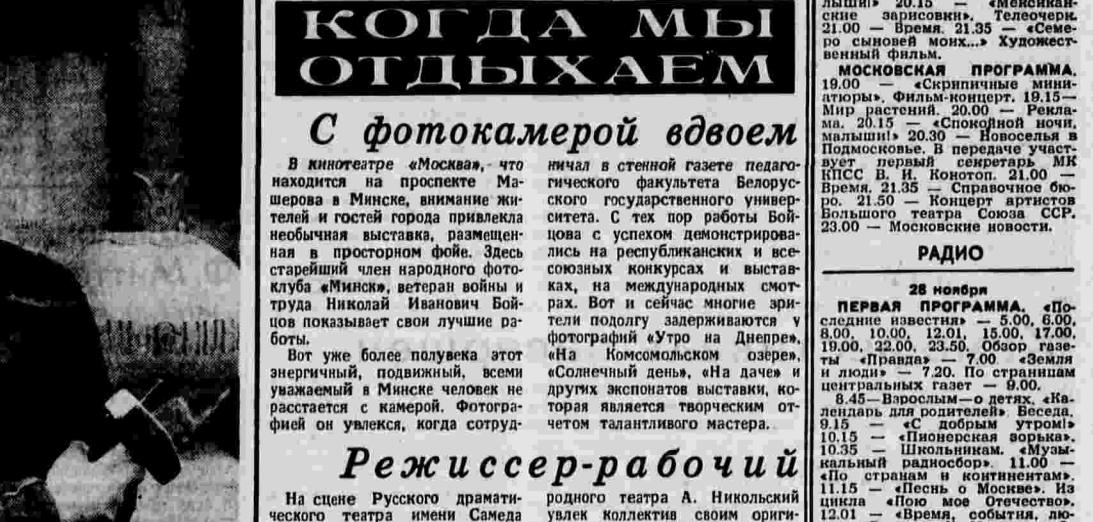 КОГДА МЫ
ОТДЫХАЕМ
С фотокамерой вдвоем
В кинотеатре «Москва», что
находится на проспекте Ма-
шерова в Минске, внимание жи-
телей и гостей города привлекла
необычная выставка, размещен-
ная в просторном фойе. Здесь
старейший член народного фото-
клуба «Минск», ветеран войны и
труда Николай Иванович Бой-
цов показывает свои лучшие ра-
боты.
Вот уже более полувека этот
энергичный, подвижный, всеми
уважаемый в Минске человек не
расстается с камерой. Фотогра-
фией он увлекся, когда сотруд-
ничал в стенной газете педаго-
гического факультета Белорус-
ского государственного универ-
ситета. С тех пор работы Бой-
цова с успехом демонстрирова-
лись на республиканских и все-
союзных конкурсах и выстав-
ках, на международных смот-
рах. Вот и сейчас многие зри-
тели подолгу задерживаются у
фотографий «Утро на Днепре»,
«На Комсомольском озере»,
«Солнечный день», «На даче» и
других экспонатов выставки, ко-
торая является творческим от-
четом талантливого мастера.
Режиссер-рабочий
На сцене Русского драмати-
ческого театра имени Самеда
родного театра А. Никольский
увлек коллектив своим ориги-
лыши!» 20.15 — «Мексикан-
ские зарисовки». Телеочерк.
21.00 — Время. 21.35 — «Семе-
ро сыновей моих...» Художест-
венный фильм.
МОСКОВСКАЯ ПРОГРАММА.
19.00 — «Скрипичные мини-
атюры». Фильм-концерт. 19.15—
Мир растений. 20.00 — Рекла-
ма. 20.15 — «Спокойной ночи,
малыши!» 20.30 — Новоселья в
Подмосковье. В передаче участ-
вует первый секретарь МК
КПСС В. И. Конотоп. 21.00 —
Время. 21.35 — Справочное бю-
ро. 21.50 — Концерт артистов
Большого театра Союза ССР.
23.00 — Московские новости.
РАДИО
28 ноября
ПЕРВАЯ ПРОГРАММА. «По-
следние известия» — 5.00, 6.00,
8.00, 10.00, 12.01, 15.00, 17.00,
19.00, 22.00, 23.50. Обзор газе-
ты «Правда» — 7.00. «Земля
и люди» — 7.20. По страницам
центральных газет — 9.00.
8.45—Взрослым—о детях. «Ка-
лендарь для родителей». Беседа.
9.15 — «С добрым утром!»
10.15 — «Пионерская зорька».
10.35 — Школьникам. «Музы-
кальный радиосбор». 11.00 —
«По странам и континентам».
11.15 — «Песнь о Москве». Из
цикла «Пою мое Отечество».
12.01 — «Время, события, лю-